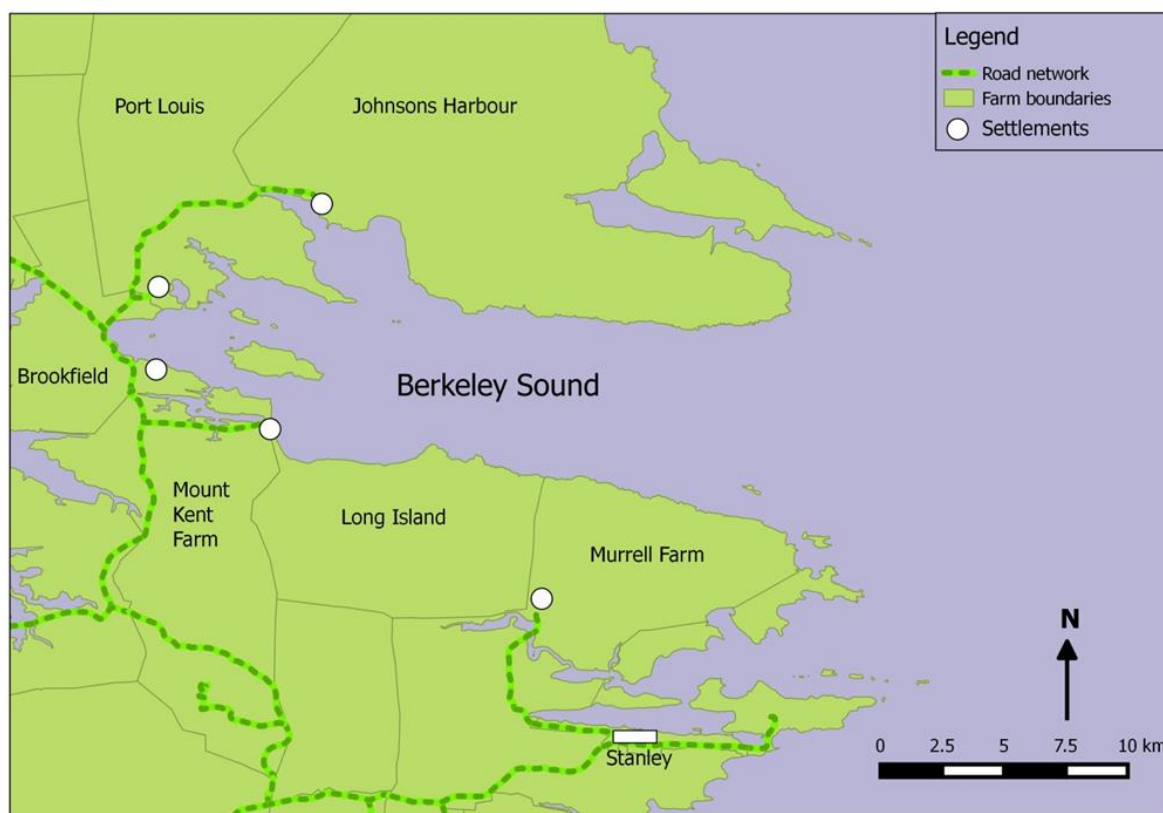 Legend
Road network
Farm boundaries
Settlements
Port Louis
Johnsons Harbour
Brookfield
Berkeley Sound
Mount
Kent
Farm
Long Island
Murrell Farm
N
Stanley
0 2.5 5 7.5 10 km